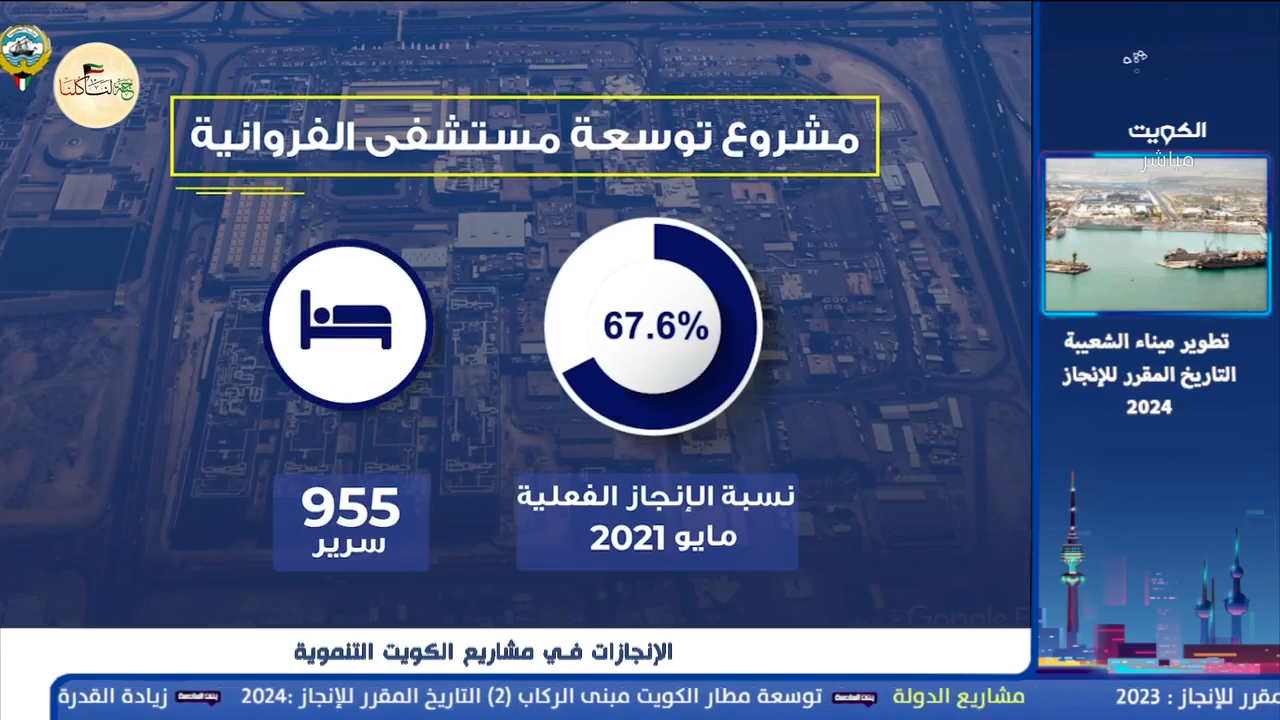 مشروع توسعة مستشفى الفروانية
67.6%
نسبة الإنجاز الفعلية
مايو 2021
955
سرير
الكويت
مباشر
تطوير ميناء الشعيبة
التاريخ المقرر للإنجاز
2024
الإنجازات في مشاريع الكويت التنموية
مقرر للإنجاز : 2023
مشاريع الدولة
توسعة مطار الكويت مبنى الركاب (2) التاريخ المقرر للإنجاز :2024
زيادة القدرة